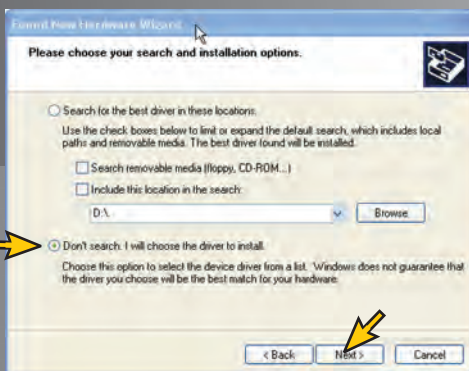 Found New Hardware Wizard
Please choose your search and installation options.
Search for the best driver in these locations.
Use the check boxes below to limit or expand the default search, which includes local
paths and removable media. The best driver found will be installed.
Search removable media (floppy, CD-ROM...)
Include this location in the search:
D:\
Browse
Don't search. I will choose the driver to install.
Choose this option to select the device driver from a list. Windows does not guarantee that
the driver you choose will be the best match for your hardware.
< Back
Next >
Cancel